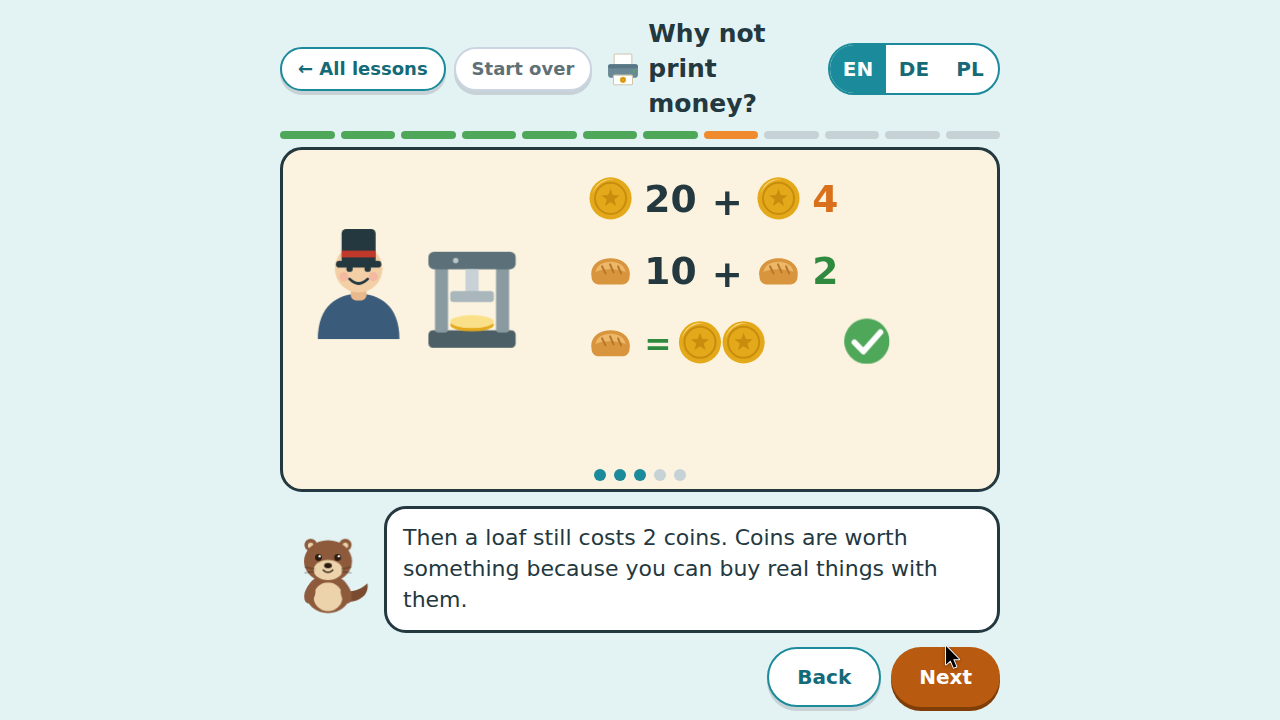 ← All lessons
Start over
Why not
print
money?
EN DE PL
20 + 4
10 + 2
=
Then a loaf still costs 2 coins. Coins are worth
something because you can buy real things with
them.
Back
Next